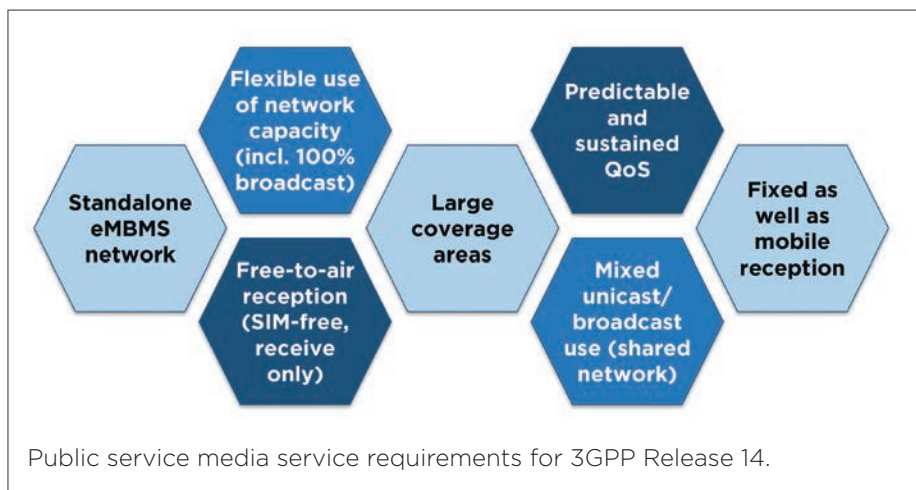 Standalone
eMBMS
network
Flexible use
of network
capacity
(incl. 100%
broadcast)
Free-to-air
reception
(SIM-free,
receive
only)
Large
coverage
areas
Predictable
and
sustained
QoS
Mixed
unicast/
broadcast
use (shared
network)
Fixed as
well as
mobile
reception
Public service media service requirements for 3GPP Release 14.